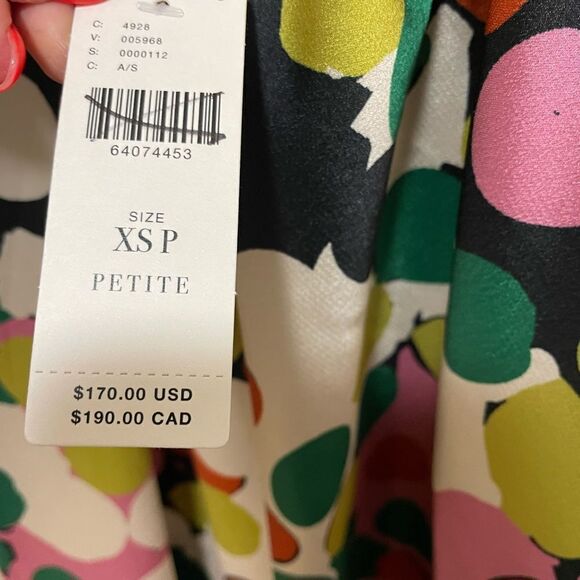 C: 4928
V: 005968
S: 0000112
C: A/S
64074453
SIZE
XS P
PETITE
$170.00 USD
$190.00 CAD